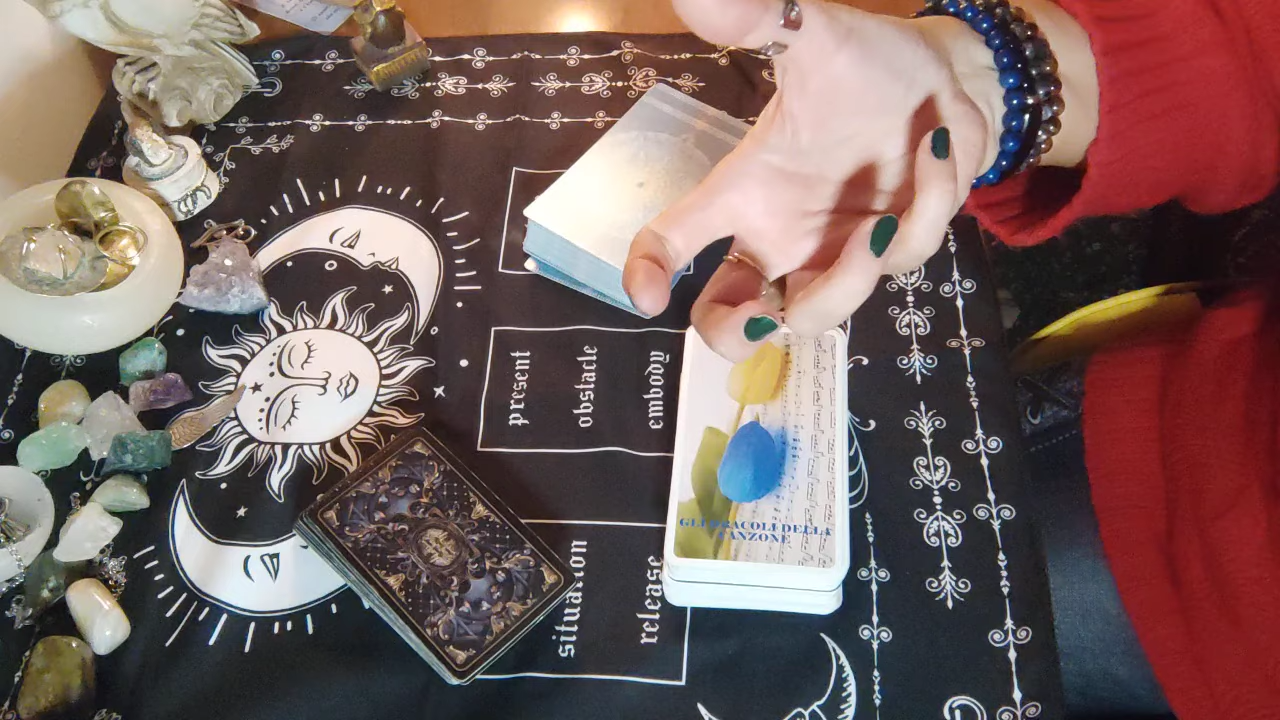 present
obstacle
embody
situation
release
GLI ORACOLI DELLA
CANZONE